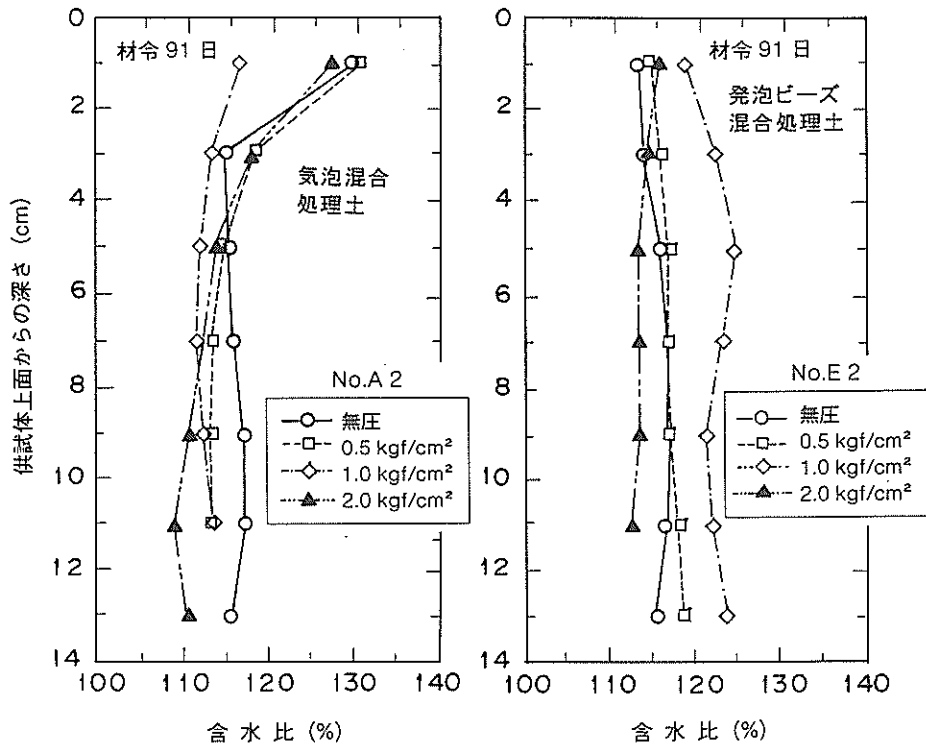 供試体上面からの深さ (cm)
0
2
4
6
8
10
12
14
材令 91 日
気泡混合
処理土
No.A 2
無圧
0.5 kgf/cm²
1.0 kgf/cm²
2.0 kgf/cm²
100
110
120
130
140
含 水 比 (%)
0
2
4
6
8
10
12
14
材令 91 日
発泡ビーズ
混合処理土
No.E 2
無圧
0.5 kgf/cm²
1.0 kgf/cm²
2.0 kgf/cm²
100
110
120
130
140
含 水 比 (%)